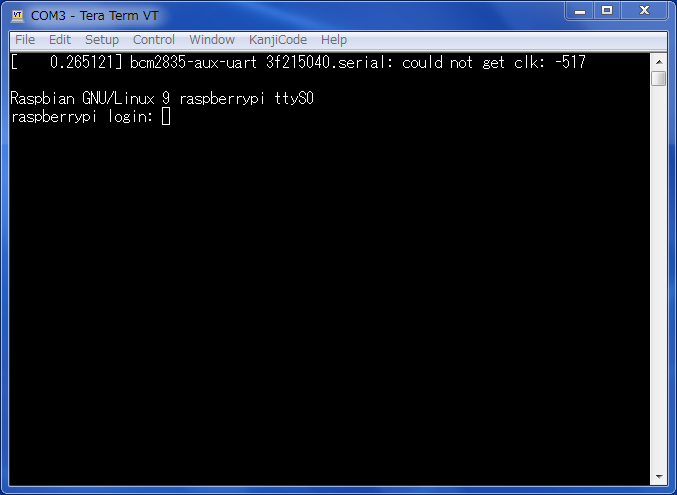 COM3 - Tera Term VT
File Edit Setup Control Window KanjiCode Help
[    0.265121] bcm2835-aux-uart 3f215040.serial: could not get clk: -517
Raspbian GNU/Linux 9 raspberrypi ttyS0
raspberrypi login: